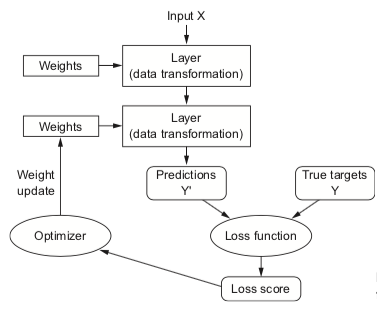 Input X
Layer
(data transformation)
Weights
Layer
(data transformation)
Weights
Weight
update
Predictions
Y'
True targets
Y
Optimizer
Loss function
Loss score